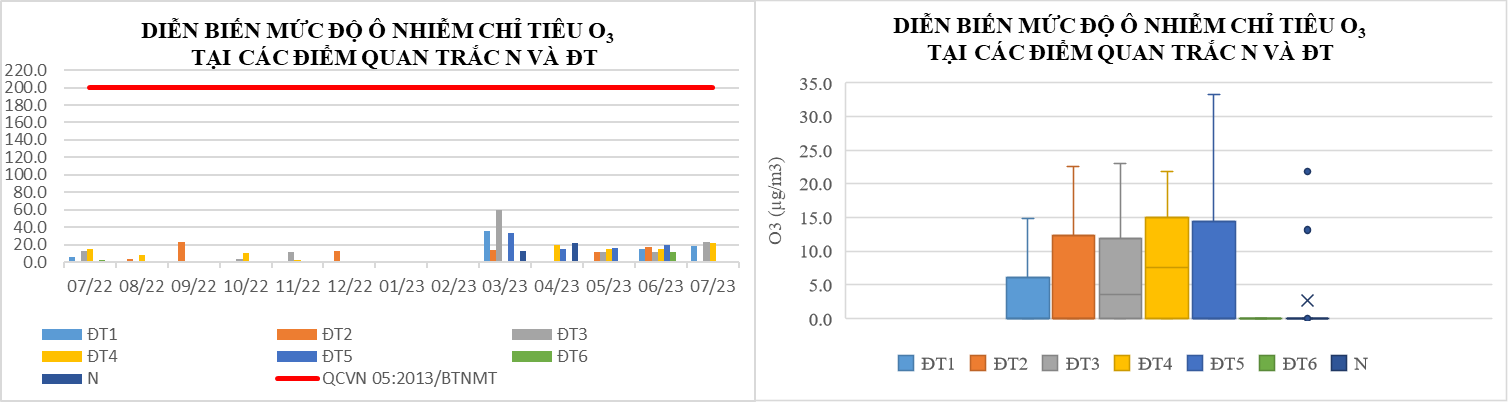 DIỄN BIẾN MỨC ĐỘ Ô NHIỄM CHỈ TIÊU O₃
TẠI CÁC ĐIỂM QUAN TRẮC N VÀ ĐT
220.0
200.0
180.0
160.0
140.0
120.0
100.0
80.0
60.0
40.0
20.0
0.0
07/22 08/22 09/22 10/22 11/22 12/22 01/23 02/23 03/23 04/23 05/23 06/23 07/23
ĐT1 ĐT2 ĐT3
ĐT4 ĐT5 ĐT6
N QCVN 05:2013/BTNMT
DIỄN BIẾN MỨC ĐỘ Ô NHIỄM CHỈ TIÊU O₃
TẠI CÁC ĐIỂM QUAN TRẮC N VÀ ĐT
O3 (µg/m3)
35.0
30.0
25.0
20.0
15.0
10.0
5.0
0.0
ĐT1 ĐT2 ĐT3 ĐT4 ĐT5 ĐT6 N